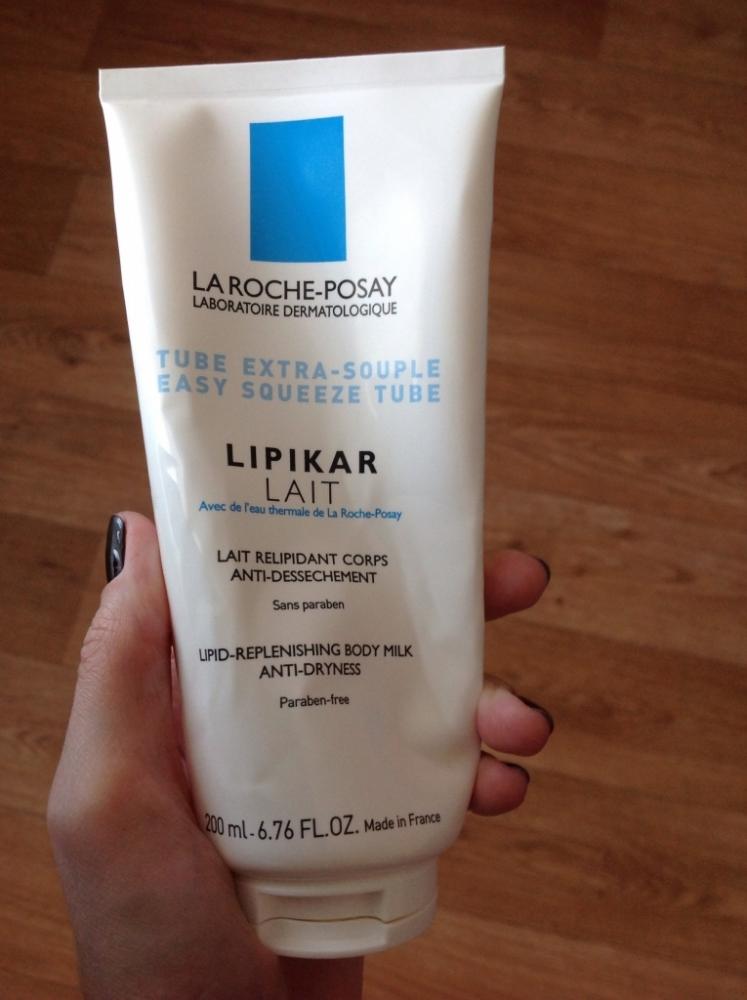 LA ROCHE-POSAY
LABORATOIRE DERMATOLOGIQUE
TUBE EXTRA-SOUPLE
EASY SQUEEZE TUBE
LIPIKAR
LAIT
Avec de l'eau thermale de La Roche-Posay
LAIT RELIPIDANT CORPS
ANTI-DESSECHEMENT
Sans paraben
LIPID-REPLENISHING BODY MILK
ANTI-DRYNESS
Paraben-free
200 ml - 6.76 FL.OZ. Made in France